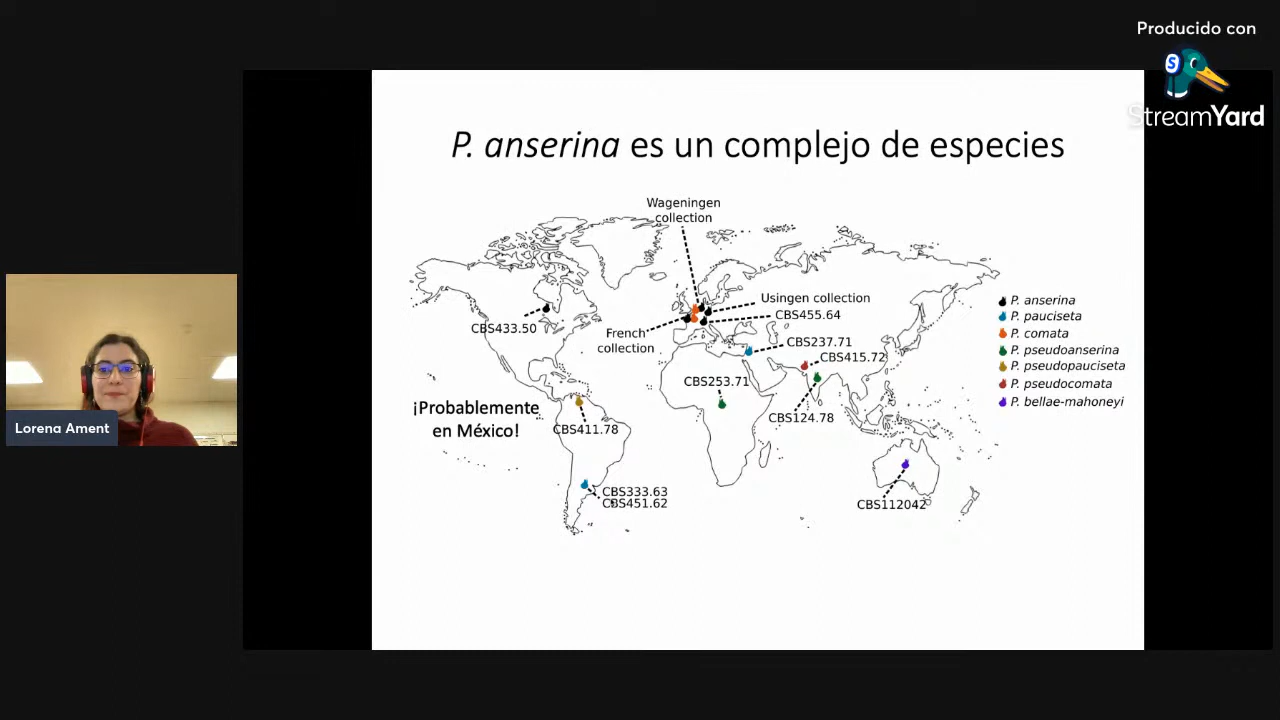 Producido con
StreamYard
P. anserina es un complejo de especies
Wageningen
collection
Usingen collection
CBS455.64
CBS433.50
French
collection
CBS237.71
CBS415.72
CBS253.71
CBS124.78
¡Probablemente
en México!
CBS411.78
CBS333.63
CBS451.62
CBS112042
P. anserina
P. pauciseta
P. comata
P. pseudoanserina
P. pseudopauciseta
P. pseudocomata
P. bellae-mahoneyi
Lorena Ament